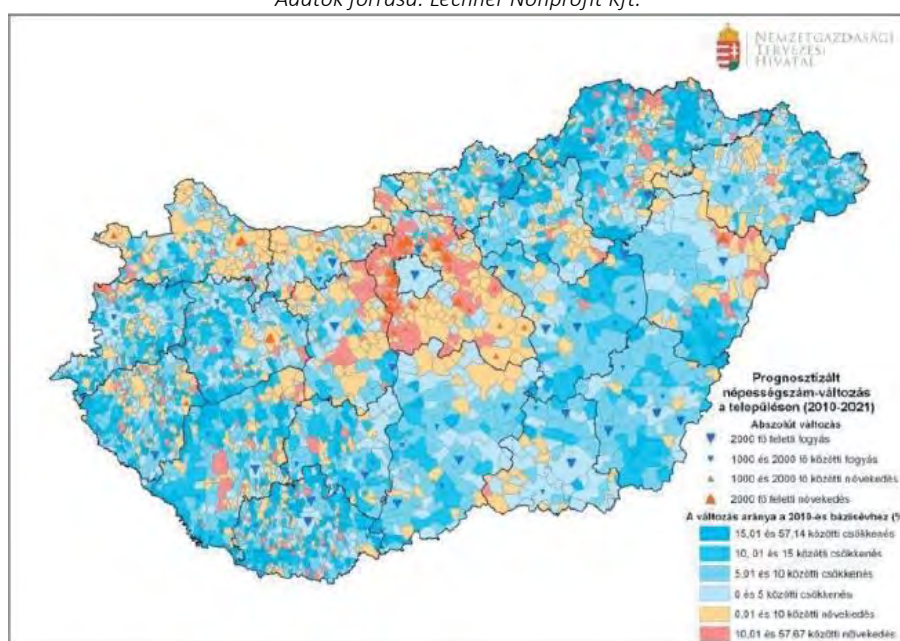 Adatok forrása: Lechner Nonprofit Kft.
NEMZETGAZDASÁGI
TERVEZÉSI
HIVATAL
Prognosztizált
népességszám-változás
a településen (2010-2021)
Abszolút változás
2000 fő feletti fogyás
1000 és 2000 fő közötti fogyás
1000 és 2000 fő közötti növekedés
2000 fő feletti növekedés
A változás aránya a 2010-es bázisévhez (%
15,01 és 57,14 közötti csökkenés
10, 01 és 15 közötti csökkenés
5,01 és 10 közötti csökkenés
0 és 5 közötti csökkenés
0,01 és 10 közötti növekedés
10,01 és 57,67 közötti növekedés